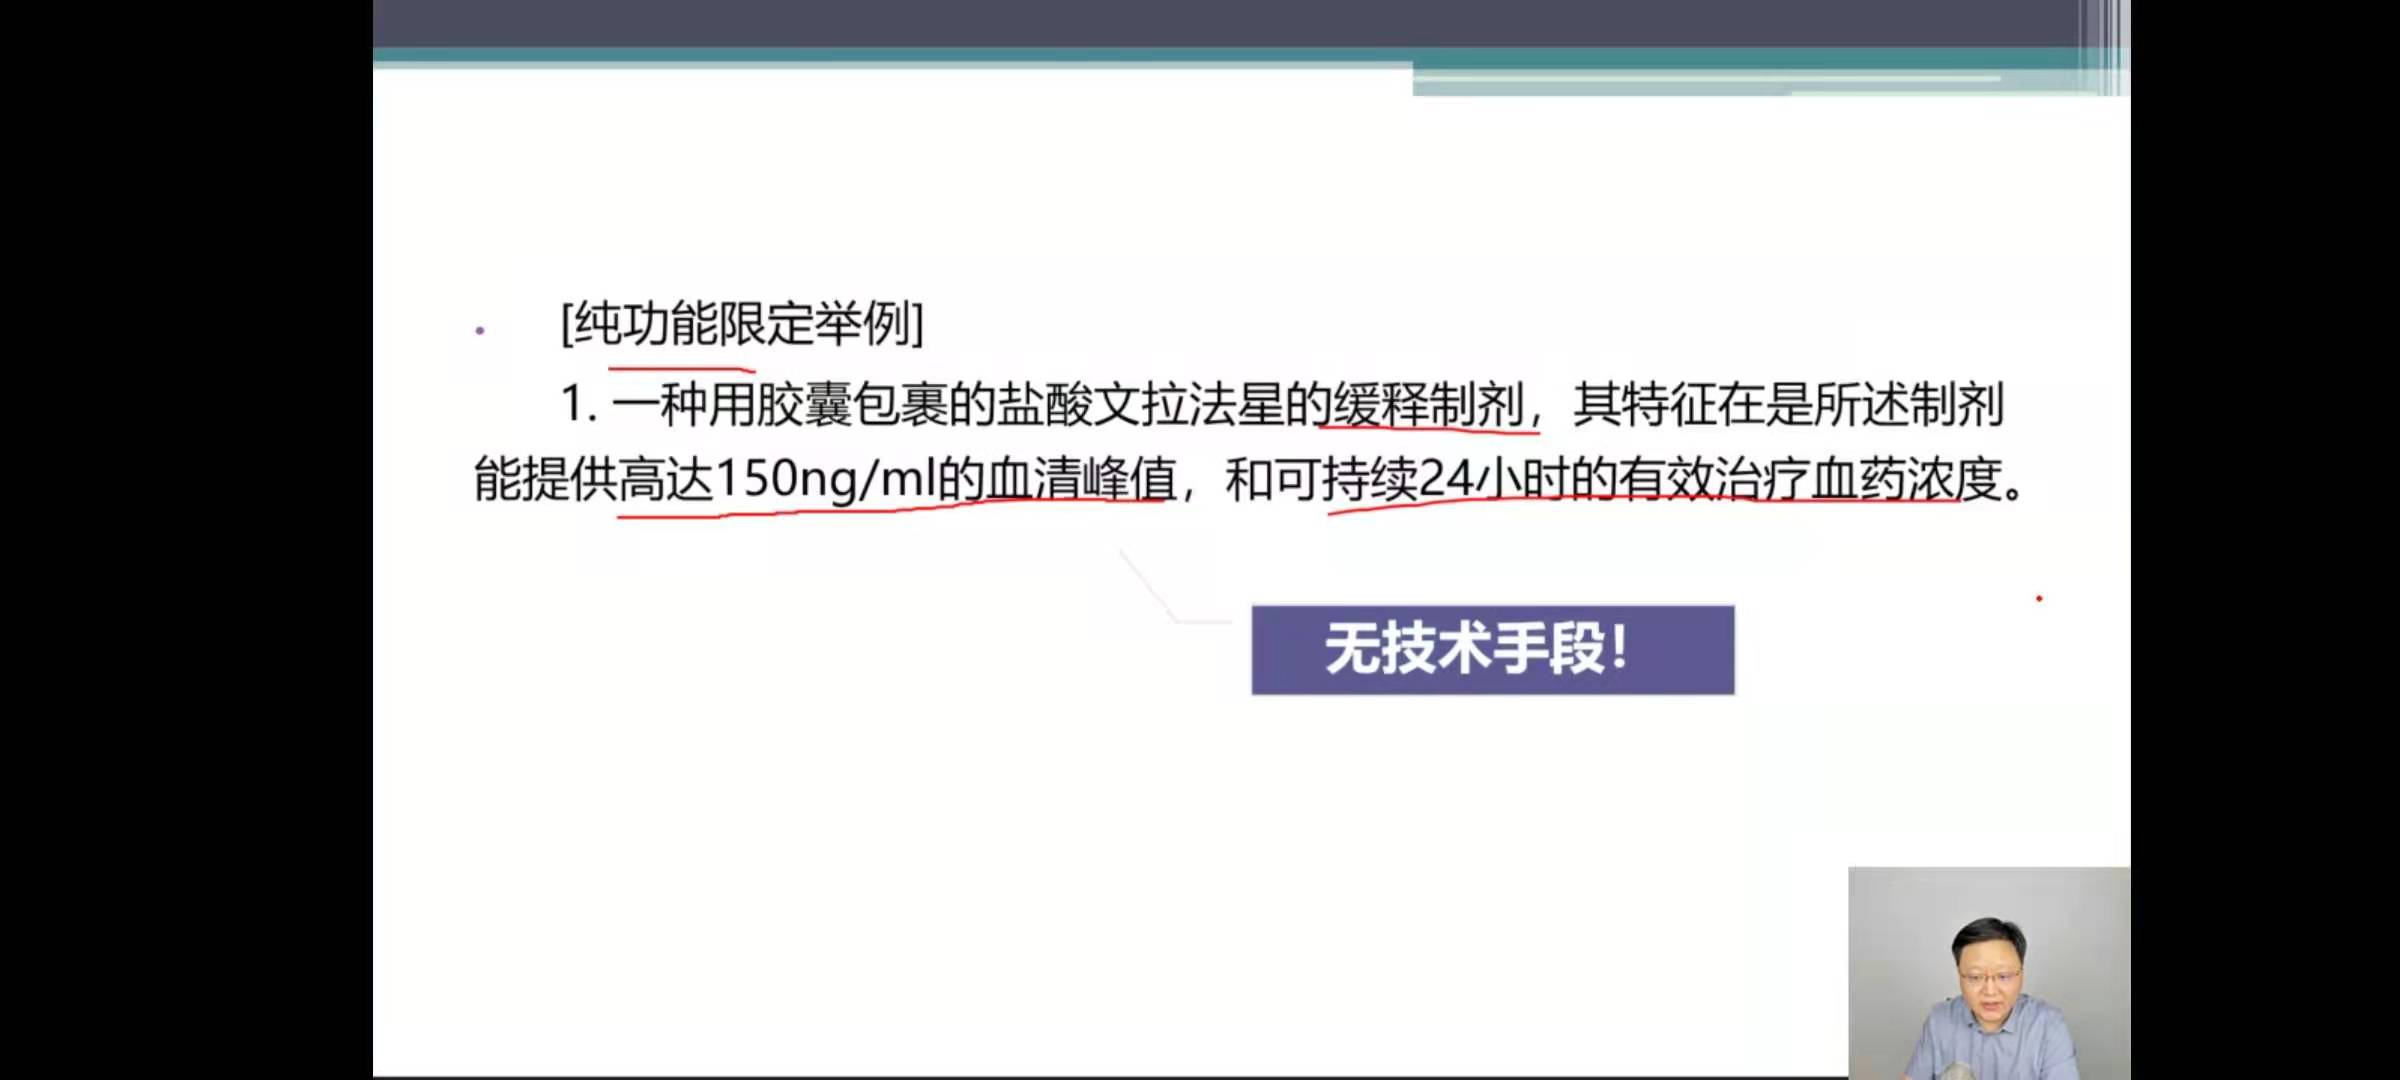 [纯功能限定举例]
1. 一种用胶囊包裹的盐酸文拉法星的缓释制剂，其特征在是所述制剂
能提供高达150ng/ml的血清峰值，和可持续24小时的有效治疗血药浓度。
无技术手段！